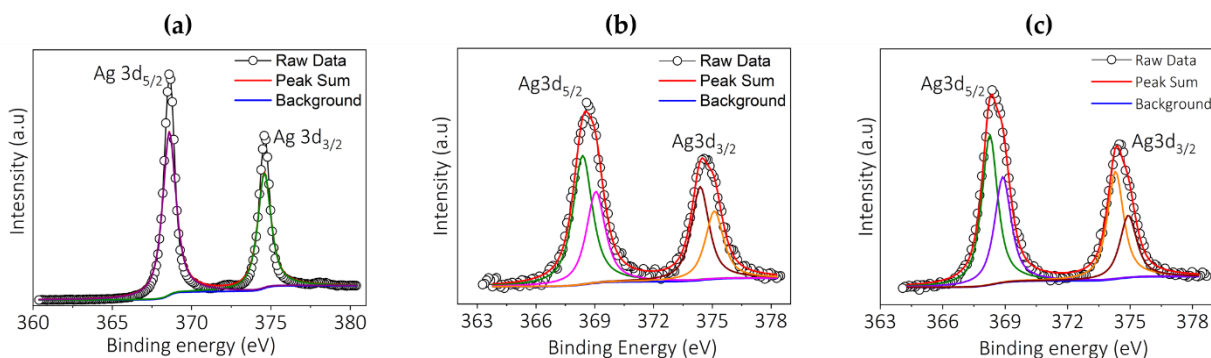 (a)
Intensity (a.u)
Ag 3d5/2
Ag 3d3/2
Raw Data
Peak Sum
Background
360 365 370 375 380
Binding energy (eV)
(b)
Intensity (a.u)
Ag3d5/2
Ag3d3/2
Raw Data
Peak Sum
Background
363 366 369 372 375 378
Binding Energy (eV)
(c)
Intensity (a.u)
Ag3d5/2
Ag3d3/2
Raw Data
Peak Sum
Background
363 366 369 372 375 378
Binding energy (eV)